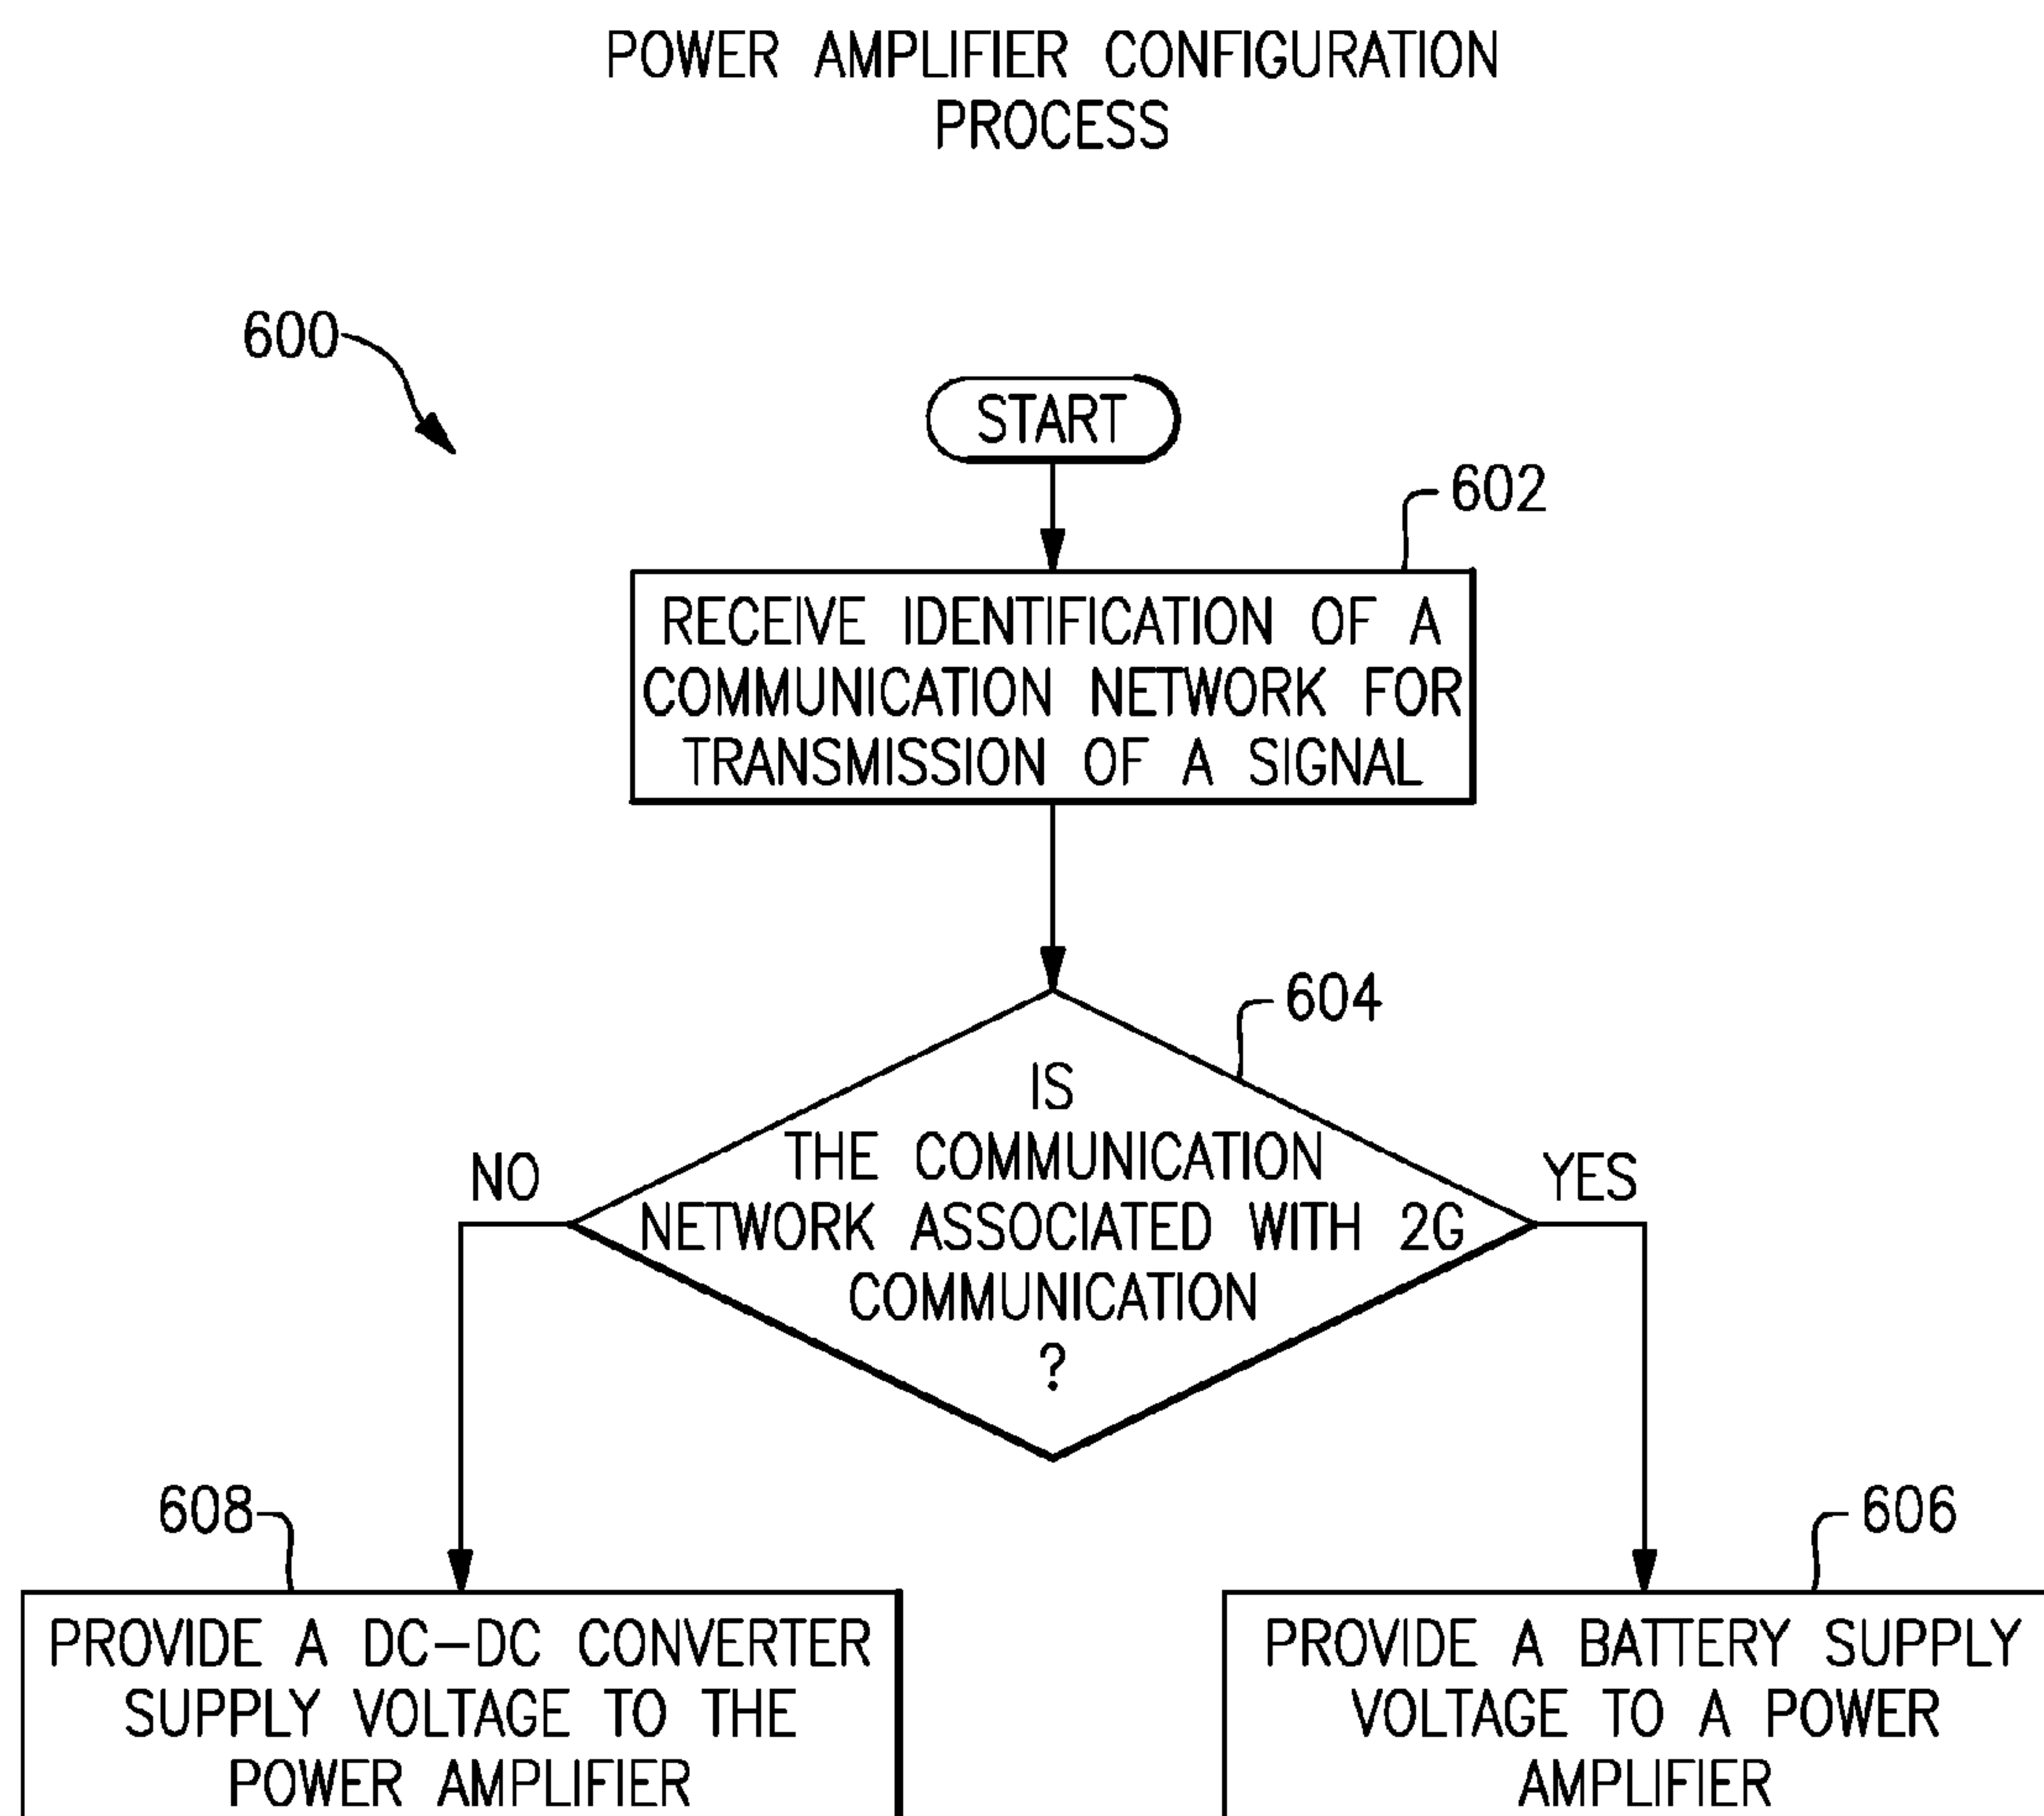 POWER AMPLIFIER CONFIGURATION
PROCESS
600
START
602
RECEIVE IDENTIFICATION OF A
COMMUNICATION NETWORK FOR
TRANSMISSION OF A SIGNAL
604
IS
THE COMMUNICATION
NETWORK ASSOCIATED WITH 2G
COMMUNICATION
?
NO
YES
608
PROVIDE A DC–DC CONVERTER
SUPPLY VOLTAGE TO THE
POWER AMPLIFIER
606
PROVIDE A BATTERY SUPPLY
VOLTAGE TO A POWER
AMPLIFIER